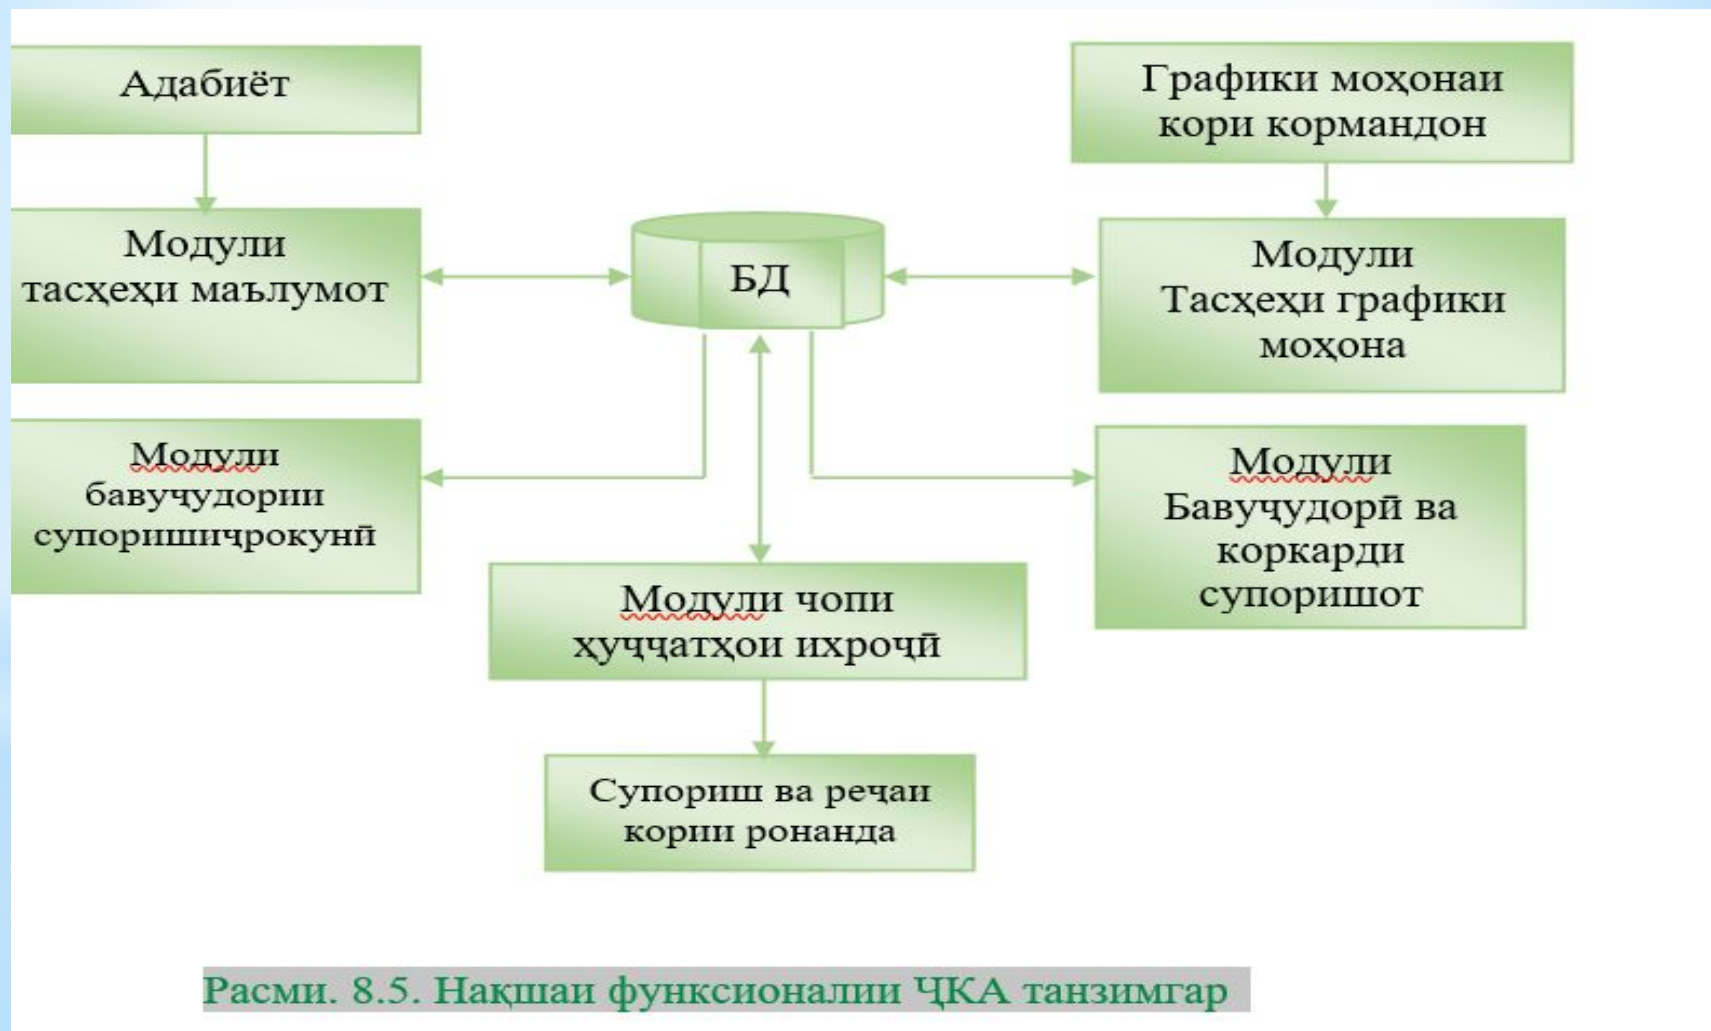 Адабиёт
Графики моҳонаи
кори кормандон
Модули
тасҳеҳи маълумот
БД
Модули
Тасҳеҳи графики
моҳона
Модули
бавуҷудории
супоришиҷрокунӣ
Модули
Бавуҷудорӣ ва
коркарди
супоришот
Модули чопи
ҳуҷҷатҳои ихроҷӣ
Супориш ва реҷаи
кории ронанда
Расми. 8.5. Нақшаи функсионалии ҶКА танзимгар